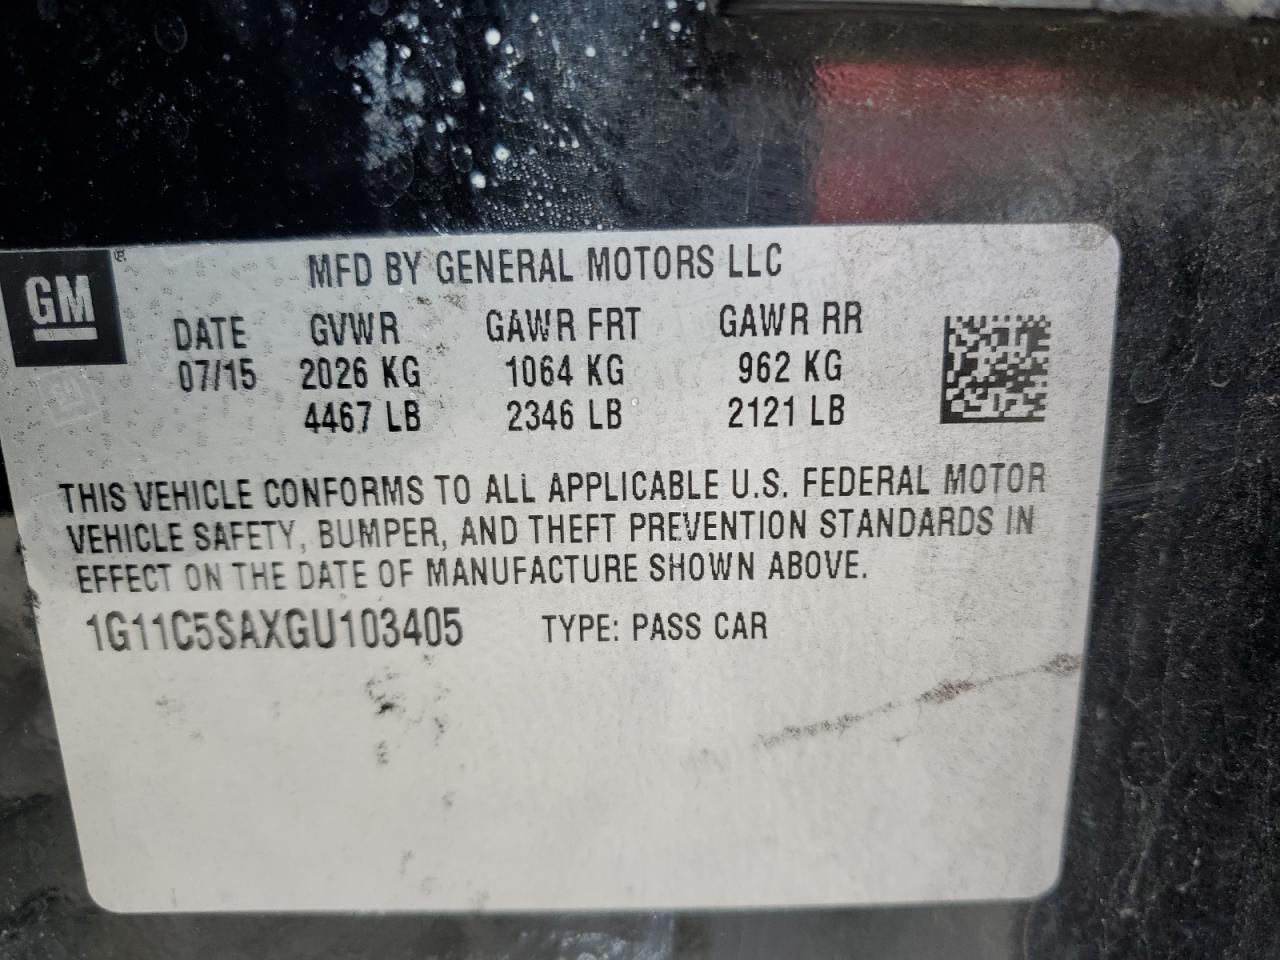 GM ®
MFD BY GENERAL MOTORS LLC
DATE GVWR GAWR FRT GAWR RR
07/15 2026 KG 1064 KG 962 KG
4467 LB 2346 LB 2121 LB
THIS VEHICLE CONFORMS TO ALL APPLICABLE U.S. FEDERAL MOTOR
VEHICLE SAFETY, BUMPER, AND THEFT PREVENTION STANDARDS IN
EFFECT ON THE DATE OF MANUFACTURE SHOWN ABOVE.
1G11C5SAXGU103405 TYPE: PASS CAR